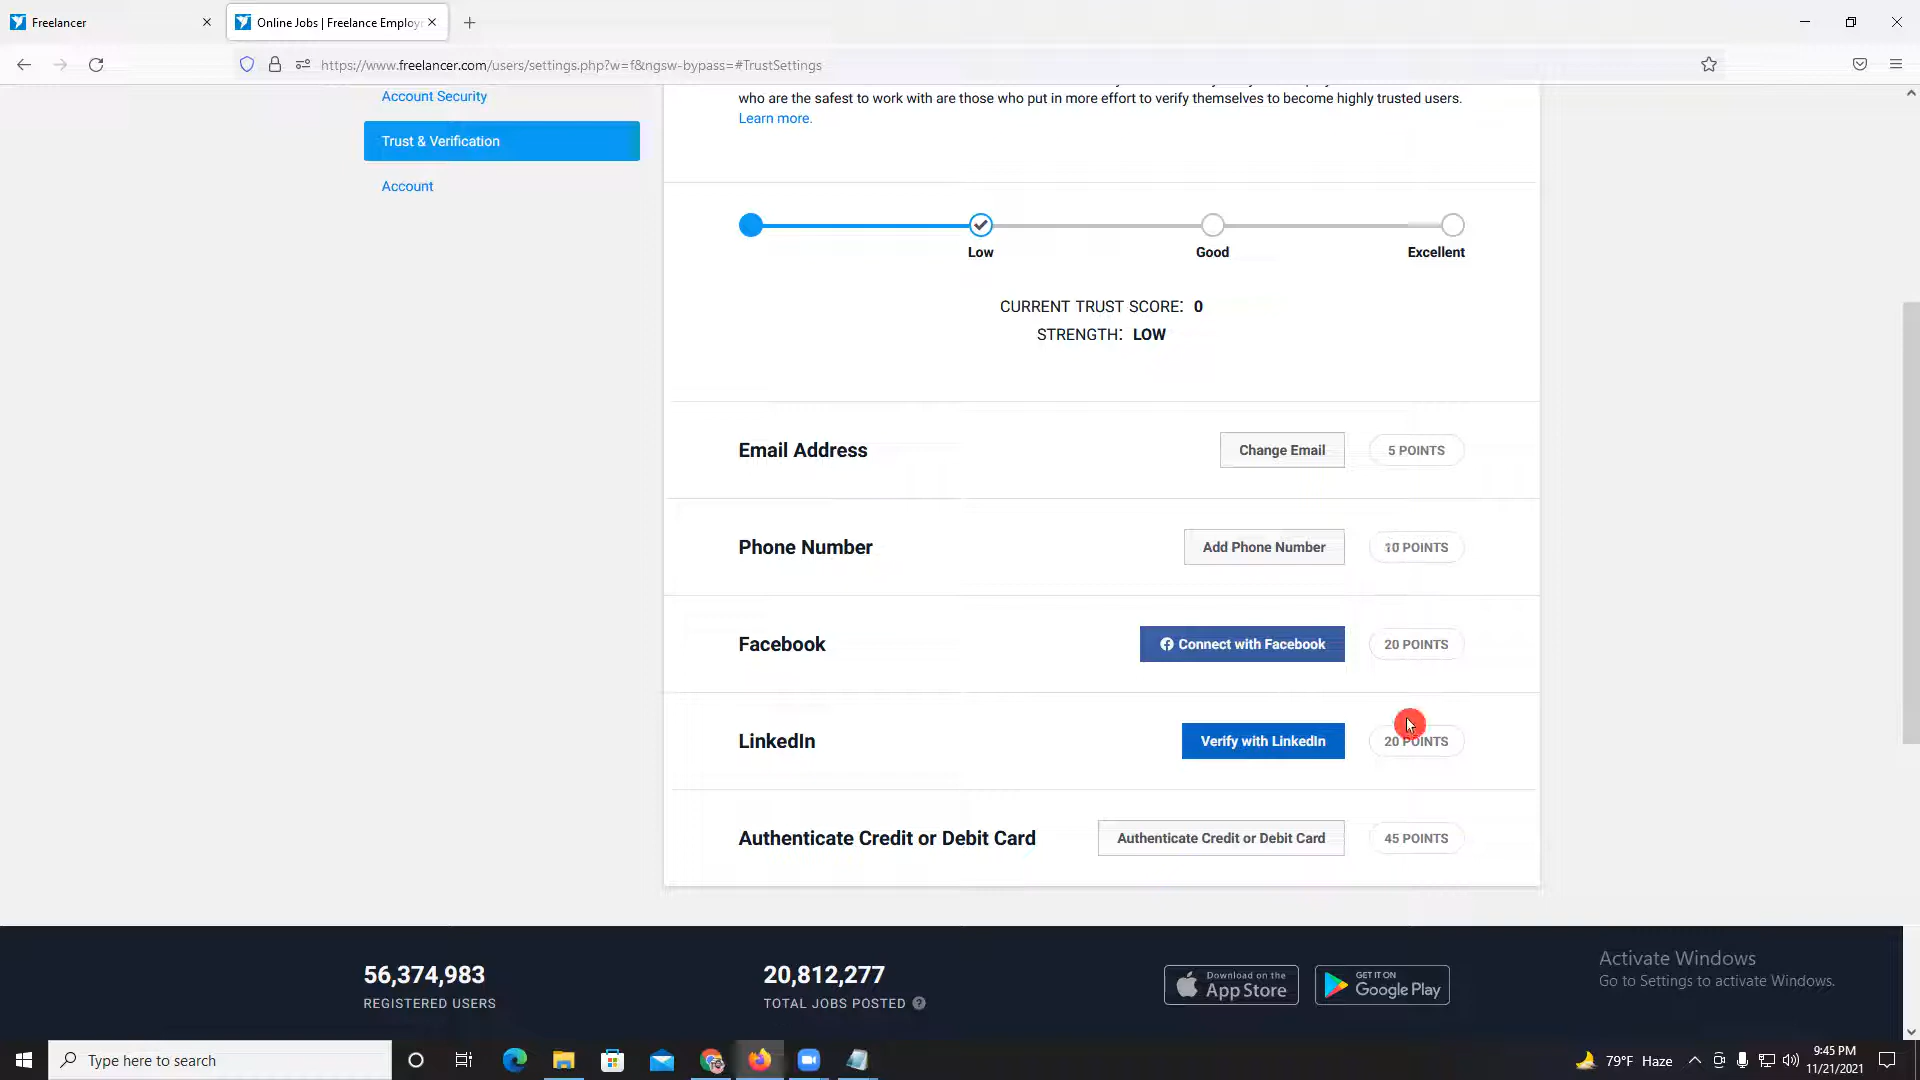 Freelancer
Online Jobs | Freelance Employ
https://www.freelancer.com/users/settings.php?w=f&ngsw-bypass=#TrustSettings
Account Security
Trust & Verification
Account
who are the safest to work with are those who put in more effort to verify themselves to become highly trusted users.
Learn more.
Low
Good
Excellent
CURRENT TRUST SCORE: 0
STRENGTH: LOW
Email Address
Change Email
5 POINTS
Phone Number
Add Phone Number
10 POINTS
Facebook
Connect with Facebook
20 POINTS
LinkedIn
Verify with LinkedIn
20 POINTS
Authenticate Credit or Debit Card
Authenticate Credit or Debit Card
45 POINTS
56,374,983
REGISTERED USERS
20,812,277
TOTAL JOBS POSTED ?
Download on the
App Store
GET IT ON
Google Play
Activate Windows
Go to Settings to activate Windows.
Type here to search
79°F Haze
9:45 PM
11/21/2021